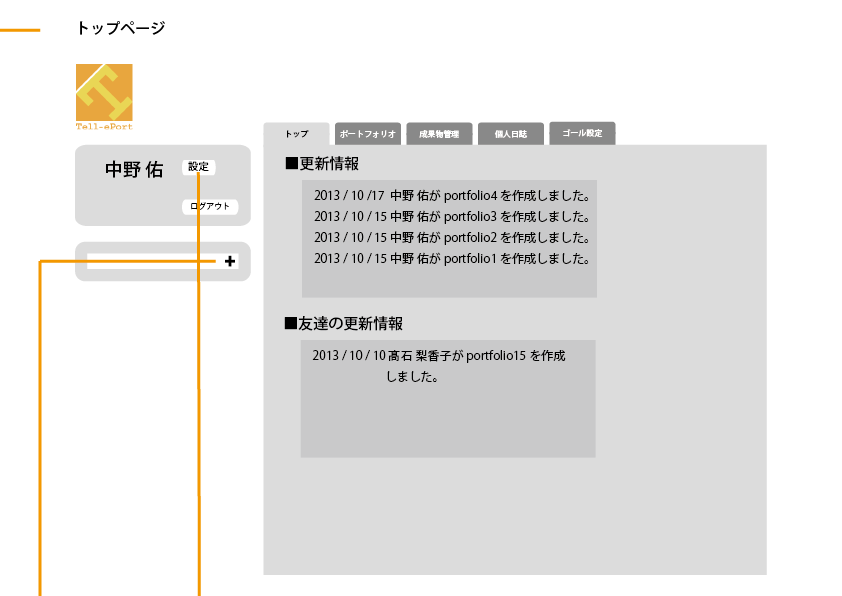 トップページ
Tell-ePort
中野 佑
設定
ログアウト
トップ
ポートフォリオ
成果物管理
個人日誌
ゴール設定
■更新情報
2013 / 10 /17 中野 佑が portfolio4 を作成しました。
2013 / 10 / 15 中野 佑が portfolio3 を作成しました。
2013 / 10 / 15 中野 佑が portfolio2 を作成しました。
2013 / 10 / 15 中野 佑が portfolio1 を作成しました。
■友達の更新情報
2013 / 10 / 10 髙石 梨香子が portfolio15 を作成
しました。